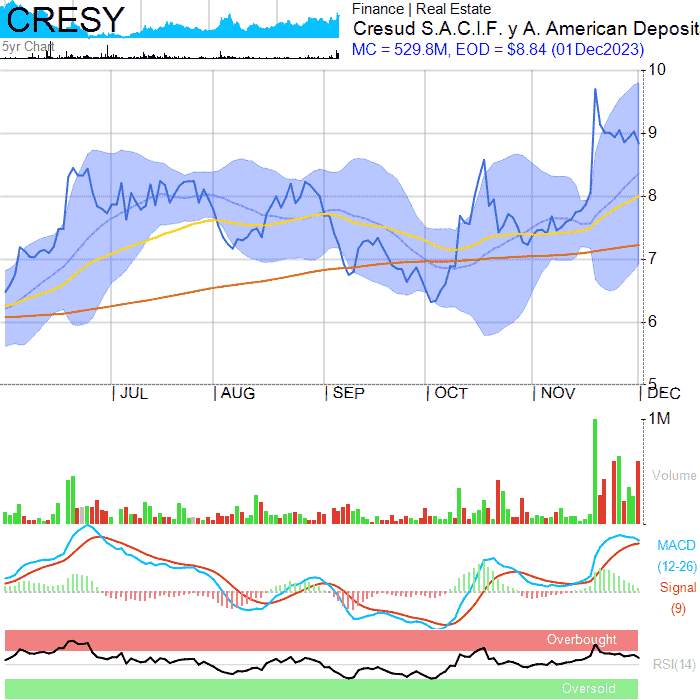 CRESY
5yr Chart
Finance | Real Estate
Cresud S.A.C.I.F. y A. American Deposit
MC = 529.8M, EOD = $8.84 (01Dec2023)
10
9
8
7
6
5
JUL
AUG
SEP
OCT
NOV
DEC
1M
Volume
MACD
(12-26)
Signal
(9)
Overbought
RSI(14)
Oversold